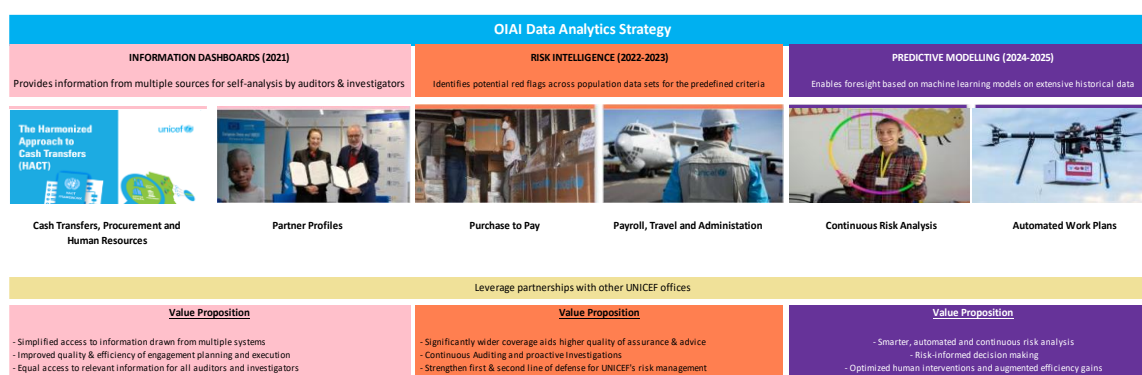 OIAI Data Analytics Strategy
INFORMATION DASHBOARDS (2021)
Provides information from multiple sources for self-analysis by auditors & investigators
RISK INTELLIGENCE (2022-2023)
Identifies potential red flags across population data sets for the predefined criteria
PREDICTIVE MODELLING (2024-2025)
Enables foresight based on machine learning models on extensive historical data
The Harmonized
Approach to
Cash Transfers
(HACT)
unicef
Cash Transfers, Procurement and
Human Resources
Partner Profiles
Purchase to Pay
unicef
Payroll, Travel and Administation
Continuous Risk Analysis
Automated Work Plans
Leverage partnerships with other UNICEF offices
Value Proposition
- Simplified access to information drawn from multiple systems
- Improved quality & efficiency of engagement planning and execution
- Equal access to relevant information for all auditors and investigators
Value Proposition
- Significantly wider coverage aids higher quality of assurance & advice
- Continuous Auditing and proactive Investigations
- Strengthen first & second line of defense for UNICEF's risk management
Value Proposition
- Smarter, automated and continuous risk analysis
- Risk-informed decision making
- Optimized human interventions and augmented efficiency gains